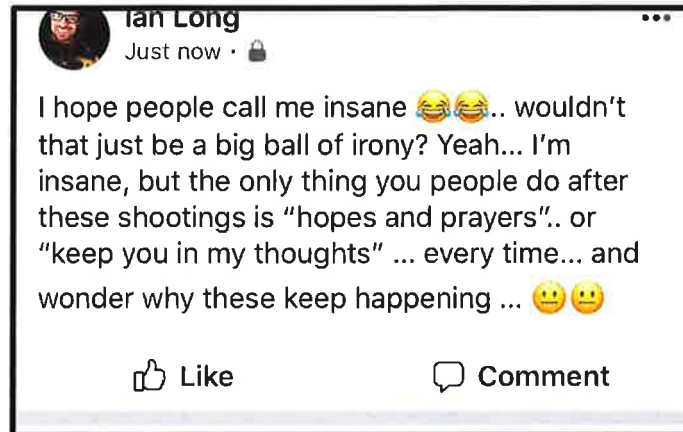 Ian Long
Just now ·
I hope people call me insane 😂😂.. wouldn't
that just be a big ball of irony? Yeah... I'm
insane, but the only thing you people do after
these shootings is “hopes and prayers”.. or
“keep you in my thoughts” ... every time... and
wonder why these keep happening ... 😐😐
Like
Comment